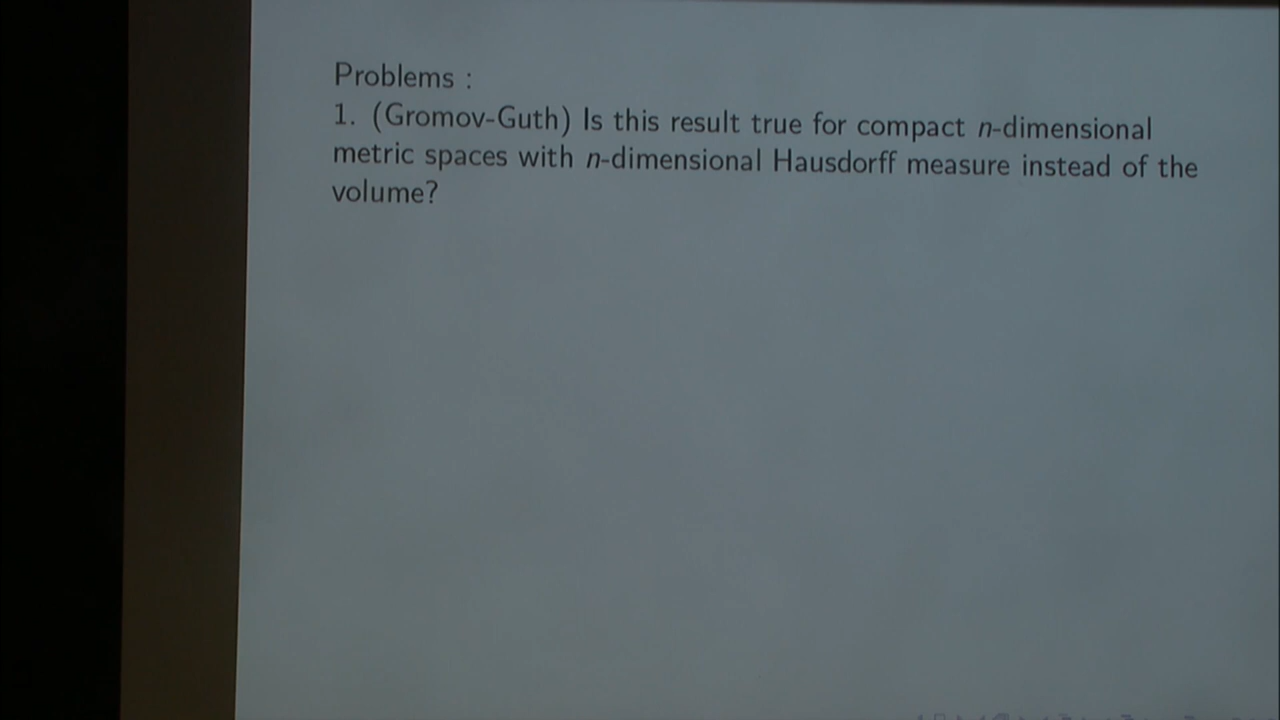 Problems :
1. (Gromov-Guth) Is this result true for compact n-dimensional
metric spaces with n-dimensional Hausdorff measure instead of the
volume?